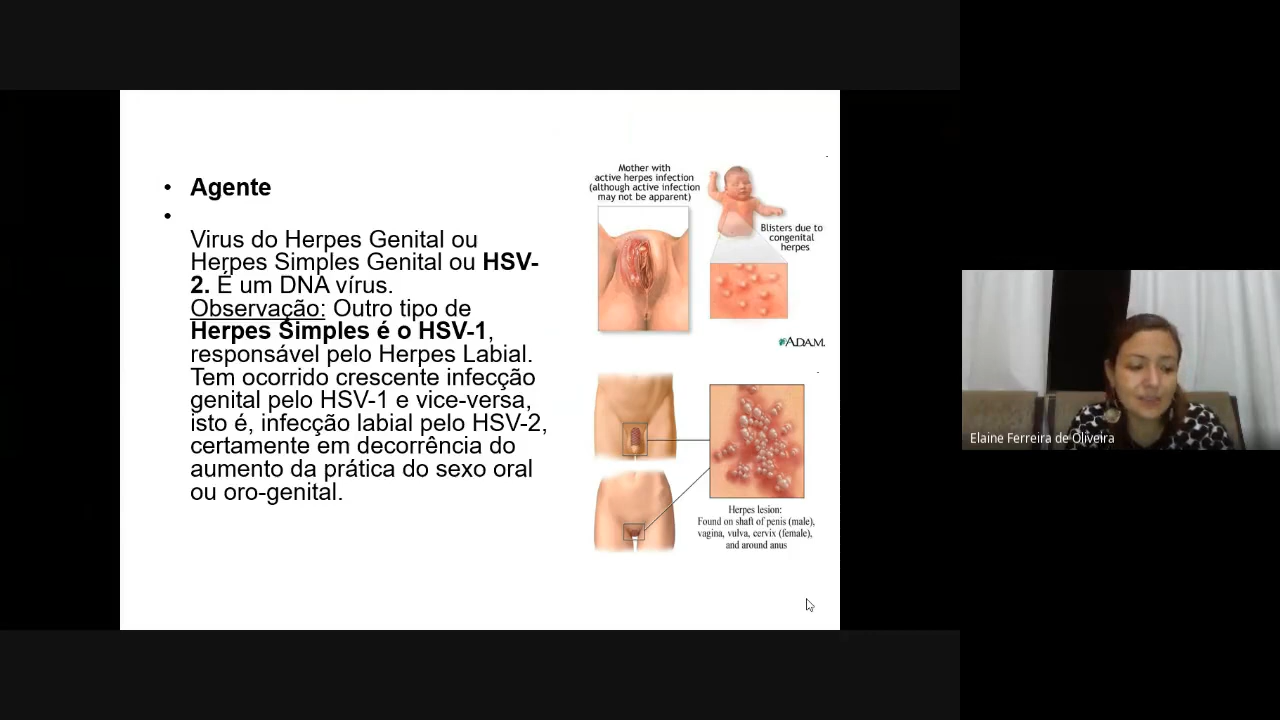 • Agente
•
Virus do Herpes Genital ou
Herpes Simples Genital ou HSV-
2. É um DNA vírus.
Observação: Outro tipo de
Herpes Simples é o HSV-1,
responsável pelo Herpes Labial.
Tem ocorrido crescente infecção
genital pelo HSV-1 e vice-versa,
isto é, infecção labial pelo HSV-2,
certamente em decorrência do
aumento da prática do sexo oral
ou oro-genital.
Mother with
active herpes infection
(although active infection
may not be apparent)
Blisters due to
congenital
herpes
ADAM.
Herpes lesion:
Found on shaft of penis (male),
vagina, vulva, cervix (female),
and around anus
Elaine Ferreira de Oliveira